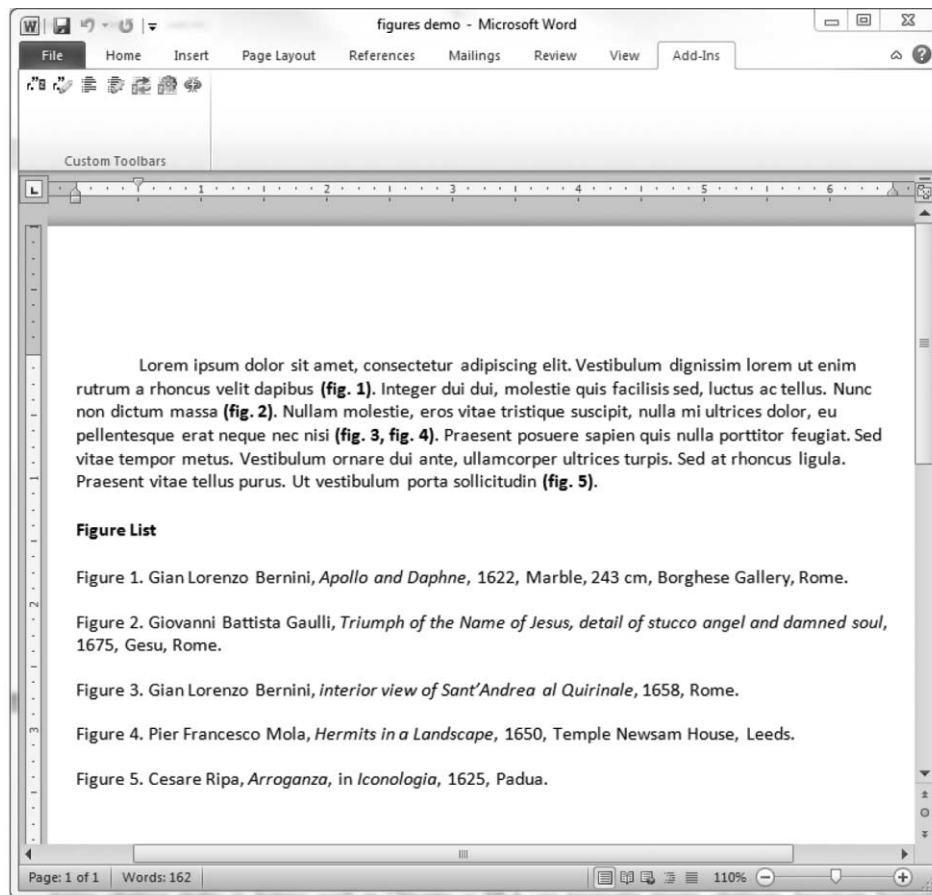 figures demo - Microsoft Word
File Home Insert Page Layout References Mailings Review View Add-Ins
Custom Toolbars
1 2 3 4 5 6
Lorem ipsum dolor sit amet, consectetur adipiscing elit. Vestibulum dignissim lorem ut enim
rutrum a rhoncus velit dapibus (fig. 1). Integer dui dui, molestie quis facilisis sed, luctus ac tellus. Nunc
non dictum massa (fig. 2). Nullam molestie, eros vitae tristique suscipit, nulla mi ultrices dolor, eu
pellentesque erat neque nec nisi (fig. 3, fig. 4). Praesent posuere sapien quis nulla porttitor feugiat. Sed
vitae tempor metus. Vestibulum ornare dui ante, ullamcorper ultrices turpis. Sed at rhoncus ligula.
Praesent vitae tellus purus. Ut vestibulum porta sollicitudin (fig. 5).
Figure List
Figure 1. Gian Lorenzo Bernini, Apollo and Daphne, 1622, Marble, 243 cm, Borghese Gallery, Rome.
Figure 2. Giovanni Battista Gaulli, Triumph of the Name of Jesus, detail of stucco angel and damned soul,
1675, Gesu, Rome.
Figure 3. Gian Lorenzo Bernini, interior view of Sant'Andrea al Quirinale, 1658, Rome.
Figure 4. Pier Francesco Mola, Hermits in a Landscape, 1650, Temple Newsam House, Leeds.
Figure 5. Cesare Ripa, Arroganza, in Iconologia, 1625, Padua.
Page: 1 of 1 Words: 162 110%